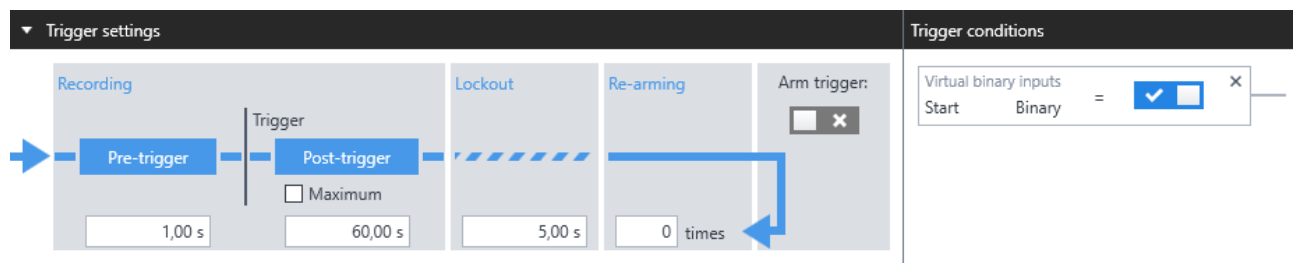 Trigger settings
Trigger conditions
Recording
Lockout
Re-arming
Arm trigger:
Trigger
Pre-trigger
Post-trigger
Maximum
1,00 s
60,00 s
5,00 s
0 times
Virtual binary inputs
Start Binary =